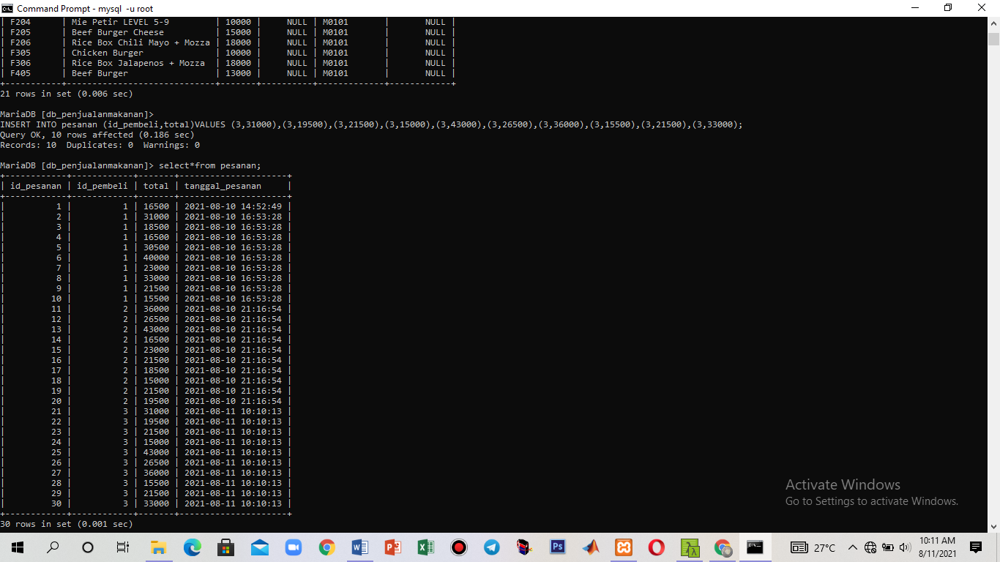 Command Prompt - mysql  -u root
| F204      | Mie Petir LEVEL 5-9         | 10000 |     NULL | M0101       |       NULL |
| F205      | Beef Burger Cheese          | 15000 |     NULL | M0101       |       NULL |
| F206      | Rice Box Chili Mayo + Mozza | 18000 |     NULL | M0101       |       NULL |
| F305      | Chicken Burger              | 10000 |     NULL | M0101       |       NULL |
| F306      | Rice Box Jalapenos + Mozza  | 18000 |     NULL | M0101       |       NULL |
| F405      | Beef Burger                 | 13000 |     NULL | M0101       |       NULL |
+-----------+-----------------------------+-------+----------+-------------+------------+
21 rows in set (0.006 sec)
MariaDB [db_penjualanmakanan]>
INSERT INTO pesanan (id_pembeli,total)VALUES (3,31000),(3,19500),(3,21500),(3,15000),(3,43000),(3,26500),(3,36000),(3,15500),(3,21500),(3,33000);
Query OK, 10 rows affected (0.186 sec)
Records: 10  Duplicates: 0  Warnings: 0
MariaDB [db_penjualanmakanan]> select*from pesanan;
+------------+------------+-------+---------------------+
| id_pesanan | id_pembeli | total | tanggal_pesanan     |
+------------+------------+-------+---------------------+
|          1 |          1 | 16500 | 2021-08-10 14:52:49 |
|          2 |          1 | 31000 | 2021-08-10 16:53:28 |
|          3 |          1 | 18500 | 2021-08-10 16:53:28 |
|          4 |          1 | 16500 | 2021-08-10 16:53:28 |
|          5 |          1 | 30500 | 2021-08-10 16:53:28 |
|          6 |          1 | 40000 | 2021-08-10 16:53:28 |
|          7 |          1 | 23000 | 2021-08-10 16:53:28 |
|          8 |          1 | 33000 | 2021-08-10 16:53:28 |
|          9 |          1 | 21500 | 2021-08-10 16:53:28 |
|         10 |          1 | 15500 | 2021-08-10 16:53:28 |
|         11 |          2 | 36000 | 2021-08-10 21:16:54 |
|         12 |          2 | 26500 | 2021-08-10 21:16:54 |
|         13 |          2 | 43000 | 2021-08-10 21:16:54 |
|         14 |          2 | 16500 | 2021-08-10 21:16:54 |
|         15 |          2 | 23000 | 2021-08-10 21:16:54 |
|         16 |          2 | 21500 | 2021-08-10 21:16:54 |
|         17 |          2 | 18500 | 2021-08-10 21:16:54 |
|         18 |          2 | 15000 | 2021-08-10 21:16:54 |
|         19 |          2 | 21500 | 2021-08-10 21:16:54 |
|         20 |          2 | 19500 | 2021-08-10 21:16:54 |
|         21 |          3 | 31000 | 2021-08-11 10:10:13 |
|         22 |          3 | 19500 | 2021-08-11 10:10:13 |
|         23 |          3 | 21500 | 2021-08-11 10:10:13 |
|         24 |          3 | 15000 | 2021-08-11 10:10:13 |
|         25 |          3 | 43000 | 2021-08-11 10:10:13 |
|         26 |          3 | 26500 | 2021-08-11 10:10:13 |
|         27 |          3 | 36000 | 2021-08-11 10:10:13 |
|         28 |          3 | 15500 | 2021-08-11 10:10:13 |
|         29 |          3 | 21500 | 2021-08-11 10:10:13 |
|         30 |          3 | 33000 | 2021-08-11 10:10:13 |
+------------+------------+-------+---------------------+
30 rows in set (0.001 sec)
Activate Windows
Go to Settings to activate Windows.
27°C
10:11 AM
8/11/2021